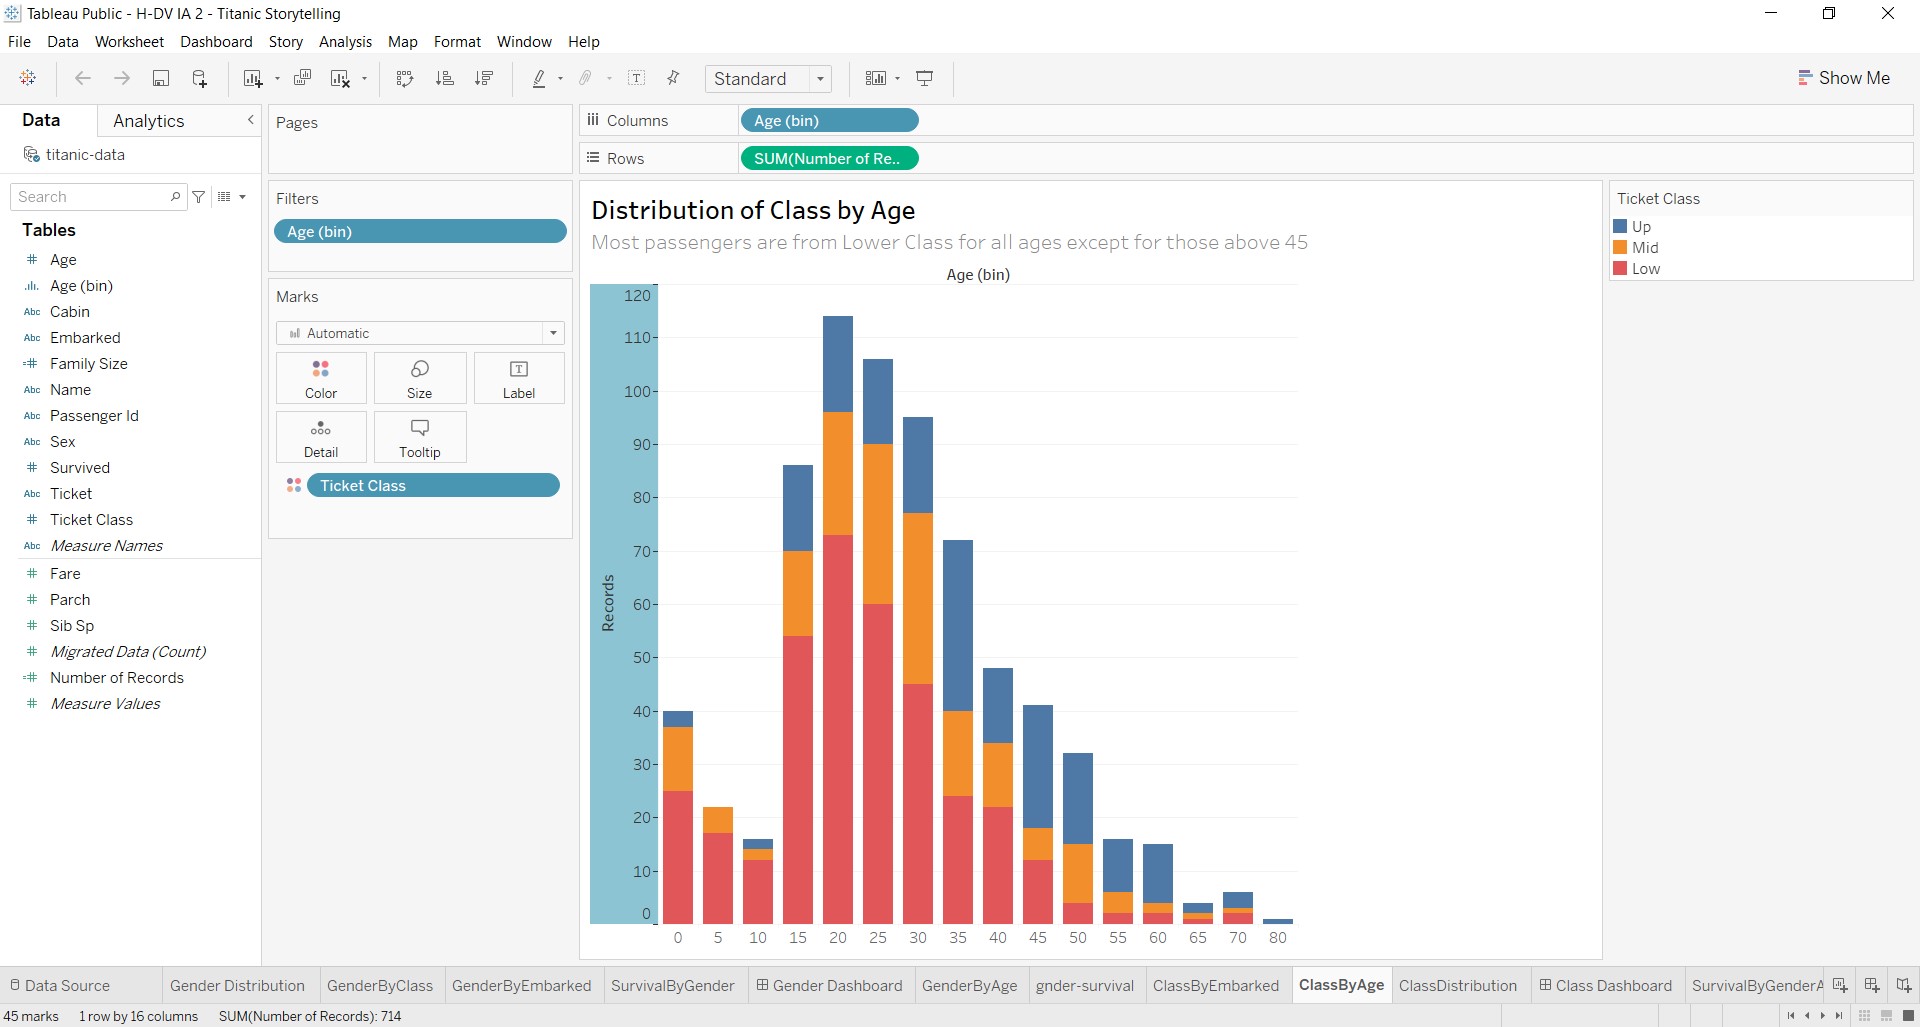 Tableau Public - H-DV IA 2 - Titanic Storytelling
File Data Worksheet Dashboard Story Analysis Map Format Window Help
Standard
Show Me
Data Analytics
titanic-data
Search
Tables
# Age
Age (bin)
Abc Cabin
Abc Embarked
=# Family Size
Abc Name
Abc Passenger Id
Abc Sex
# Survived
Abc Ticket
# Ticket Class
Abc Measure Names
# Fare
# Parch
# Sib Sp
# Migrated Data (Count)
=# Number of Records
# Measure Values
Pages
Filters
Age (bin)
Marks
Automatic
Color Size Label
Detail Tooltip
Ticket Class
Columns Age (bin)
Rows SUM(Number of Re..
Distribution of Class by Age
Most passengers are from Lower Class for all ages except for those above 45
Age (bin)
120
110
100
90
80
70
60
50
40
30
20
10
0
Records
0 5 10 15 20 25 30 35 40 45 50 55 60 65 70 80
Ticket Class
Up
Mid
Low
Data Source Gender Distribution GenderByClass GenderByEmbarked SurvivalByGender Gender Dashboard GenderByAge gnder-survival ClassByEmbarked ClassByAge ClassDistribution Class Dashboard SurvivalByGenderA
45 marks 1 row by 16 columns SUM(Number of Records): 714